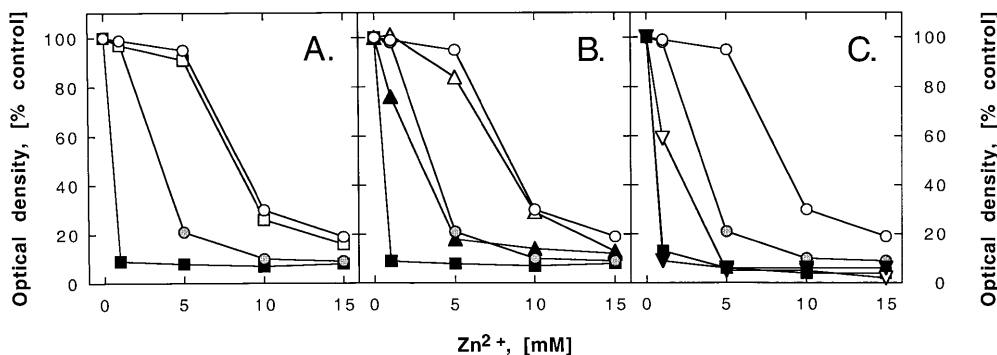 A. B. C.
100 100
80 80
60 60
40 40
20 20
0 0
0 5 10 15 0 5 10 15 0 5 10 15
Optical density, [% control]
Zn2+, [mM]
Optical density, [% control]